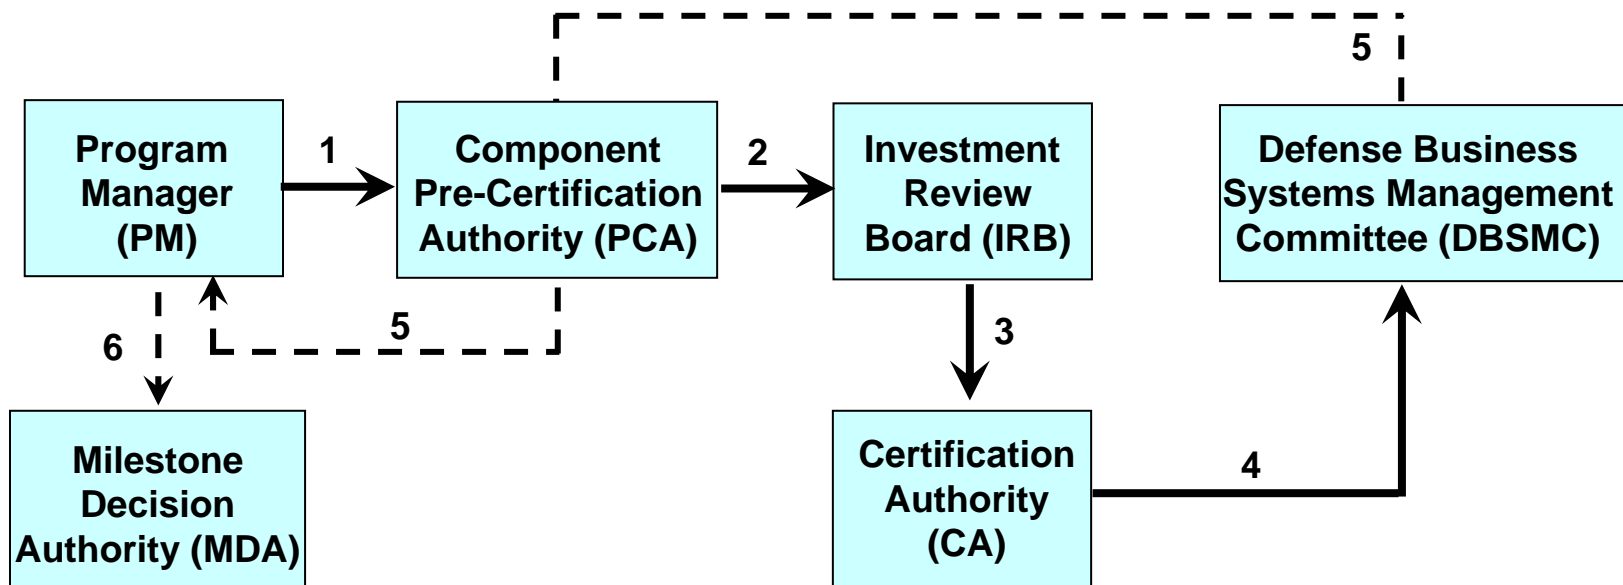 5
Program
Manager
(PM)
1
Component
Pre-Certification
Authority (PCA)
2
Investment
Review
Board (IRB)
Defense Business
Systems Management
Committee (DBSMC)
6
5
3
Milestone
Decision
Authority (MDA)
Certification
Authority
(CA)
4